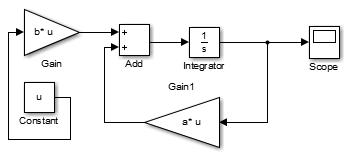 b* u
Gain
u
Constant
+
+
Add
1
s
Integrator
Scope
Gain1
a* u